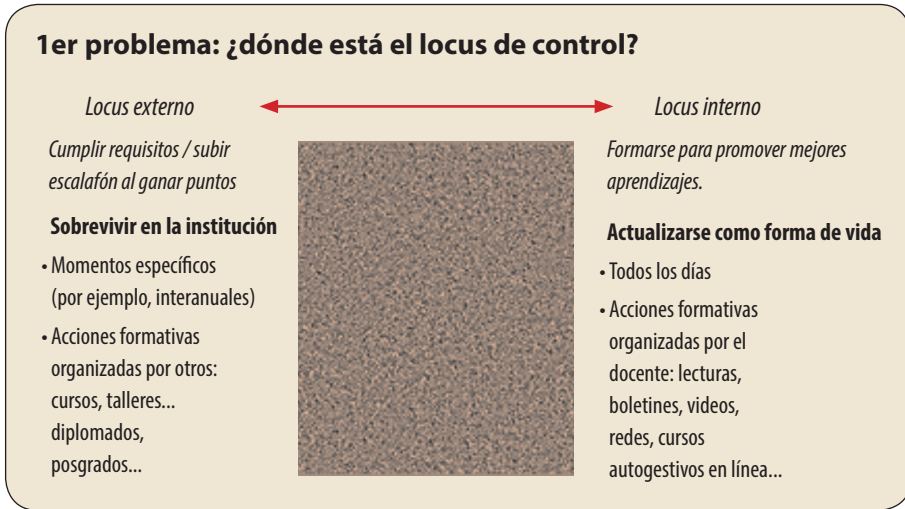 1er problema: ¿dónde está el locus de control?
Locus externo
Locus interno
Cumplir requisitos / subir
escalafón al ganar puntos
Sobrevivir en la institución
• Momentos específicos
(por ejemplo, interanuales)
• Acciones formativas
organizadas por otros:
cursos, talleres...
diplomados,
posgrados...
Formarse para promover mejores
aprendizajes.
Actualizarse como forma de vida
• Todos los días
• Acciones formativas
organizadas por el
docente: lecturas,
boletines, videos,
redes, cursos
autogestivos en línea...